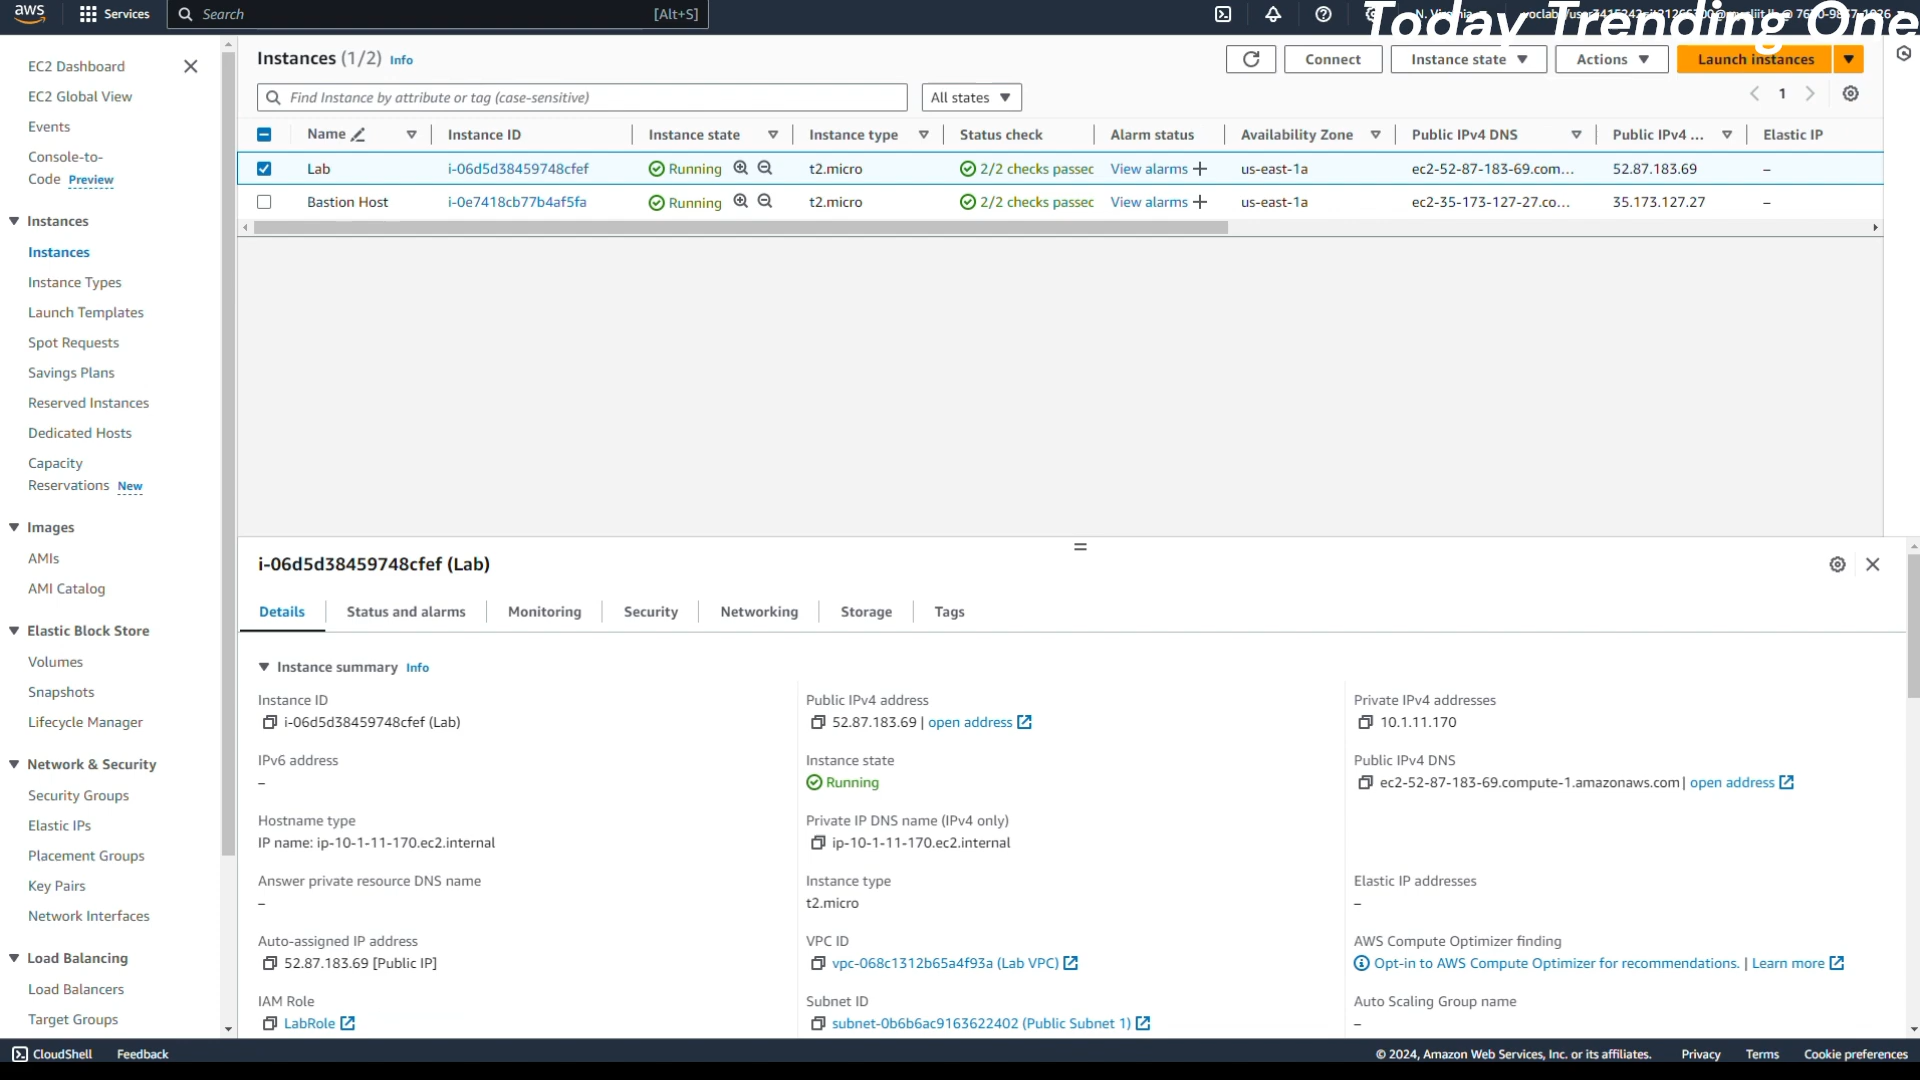 aws Services Search [Alt+S] N. Virginia
Today Trending One
EC2 Dashboard
EC2 Global View
Events
Console-to-
Code Preview
Instances
Instances
Instance Types
Launch Templates
Spot Requests
Savings Plans
Reserved Instances
Dedicated Hosts
Capacity
Reservations New
Images
AMIs
AMI Catalog
Elastic Block Store
Volumes
Snapshots
Lifecycle Manager
Network & Security
Security Groups
Elastic IPs
Placement Groups
Key Pairs
Network Interfaces
Load Balancing
Load Balancers
Target Groups
Instances (1/2) Info Connect Instance state Actions Launch instances
Find Instance by attribute or tag (case-sensitive) All states 1
Name Instance ID Instance state Instance type Status check Alarm status Availability Zone Public IPv4 DNS Public IPv4 ... Elastic IP
Lab i-06d5d38459748cfef Running t2.micro 2/2 checks passec View alarms + us-east-1a ec2-52-87-183-69.com... 52.87.183.69 –
Bastion Host i-0e7418cb77b4af5fa Running t2.micro 2/2 checks passec View alarms + us-east-1a ec2-35-173-127-27.co... 35.173.127.27 –
i-06d5d38459748cfef (Lab)
Details Status and alarms Monitoring Security Networking Storage Tags
Instance summary Info
Instance ID
i-06d5d38459748cfef (Lab)
Public IPv4 address
52.87.183.69 | open address
Private IPv4 addresses
10.1.11.170
IPv6 address
–
Instance state
Running
Public IPv4 DNS
ec2-52-87-183-69.compute-1.amazonaws.com | open address
Hostname type
IP name: ip-10-1-11-170.ec2.internal
Private IP DNS name (IPv4 only)
ip-10-1-11-170.ec2.internal
Answer private resource DNS name
–
Instance type
t2.micro
Elastic IP addresses
–
Auto-assigned IP address
52.87.183.69 [Public IP]
VPC ID
vpc-068c1312b65a4f93a (Lab VPC)
AWS Compute Optimizer finding
Opt-in to AWS Compute Optimizer for recommendations. | Learn more
IAM Role
LabRole
Subnet ID
subnet-0b6b6ac9163622402 (Public Subnet 1)
Auto Scaling Group name
–
CloudShell Feedback © 2024, Amazon Web Services, Inc. or its affiliates. Privacy Terms Cookie preferences